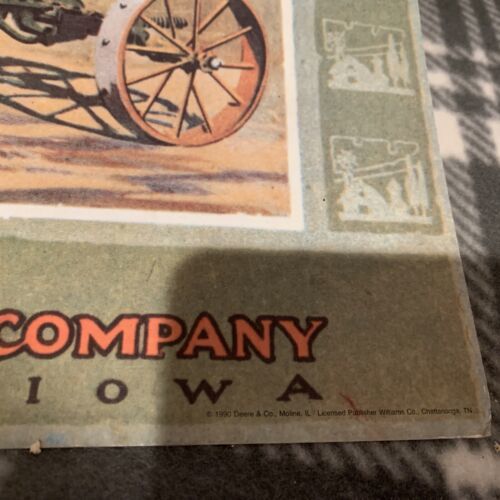 COMPANY
IOWA
© 1990 Deere & Co., Moline, IL / Licensed Publisher Williams Co., Chattanooga, TN